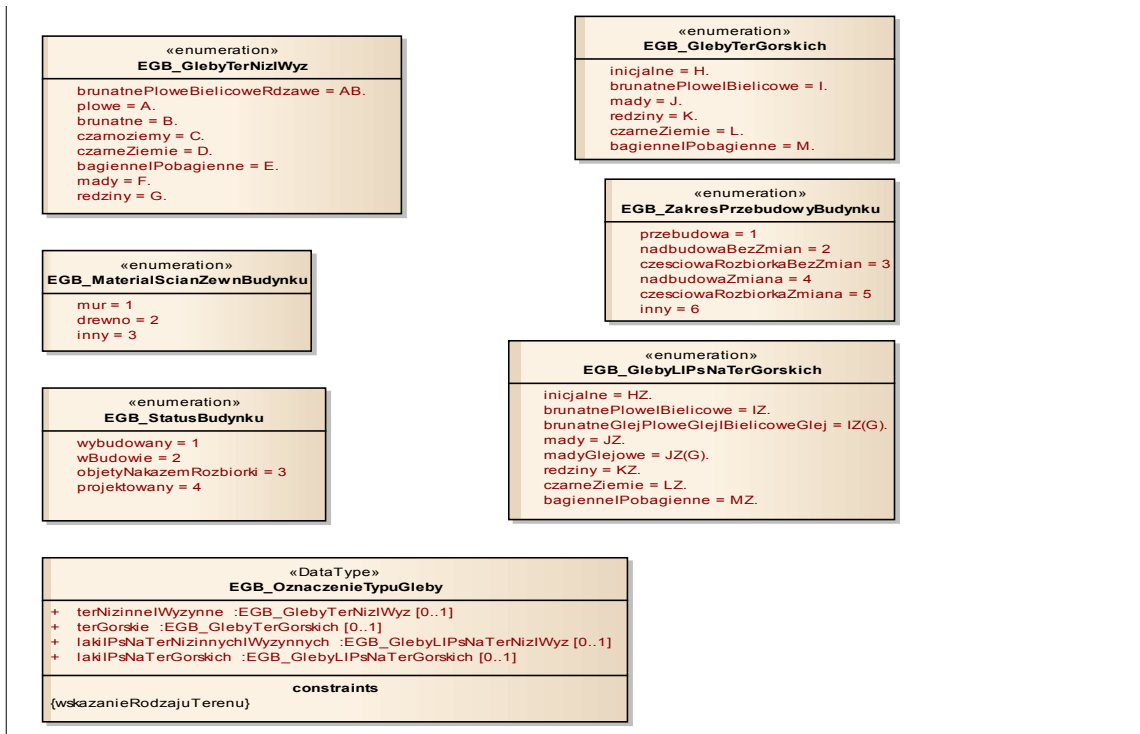 «enumeration»
EGB_GlebyTerNizIWyz
brunatnePloweBielicoweRdzawe = AB.
plowe = A.
brunatne = B.
czarnoziemy = C.
czarneZiemie = D.
bagienneIPobagienne = E.
mady = F.
redziny = G.
«enumeration»
EGB_GlebyTerGorskich
inicjalne = H.
brunatnePloweIBielicowe = I.
mady = J.
redziny = K.
czarneZiemie = L.
bagienneIPobagienne = M.
«enumeration»
EGB_ZakresPrzebudowyBudynku
przebudowa = 1
nadbudowaBezZmian = 2
czesciowaRozbiorkaBezZmian = 3
nadbudowaZmiana = 4
czesciowaRozbiorkaZmiana = 5
inny = 6
«enumeration»
EGB_MaterialScianZewnBudynku
mur = 1
drewno = 2
inny = 3
«enumeration»
EGB_GlebyLIPsNaTerGorskich
inicjalne = HZ.
brunatnePloweIBielicowe = IZ.
brunatneGlejPloweGlejIBielicoweGlej = IZ(G).
mady = JZ.
madyGlejowe = JZ(G).
redziny = KZ.
czarneZiemie = LZ.
bagienneIPobagienne = MZ.
«enumeration»
EGB_StatusBudynku
wybudowany = 1
wBudowie = 2
objetyNakazemRozbiorki = 3
projektowany = 4
«DataType»
EGB_OznaczenieTypuGleby
+ terNizinneIWyzynne :EGB_GlebyTerNizIWyz [0..1]
+ terGorskie :EGB_GlebyTerGorskich [0..1]
+ lakiIPsNaTerNizinnychIWyzynnych :EGB_GlebyLIPsNaTerNizIWyz [0..1]
+ lakiIPsNaTerGorskich :EGB_GlebyLIPsNaTerGorskich [0..1]
constraints
{wskazanieRodzajuTerenu}